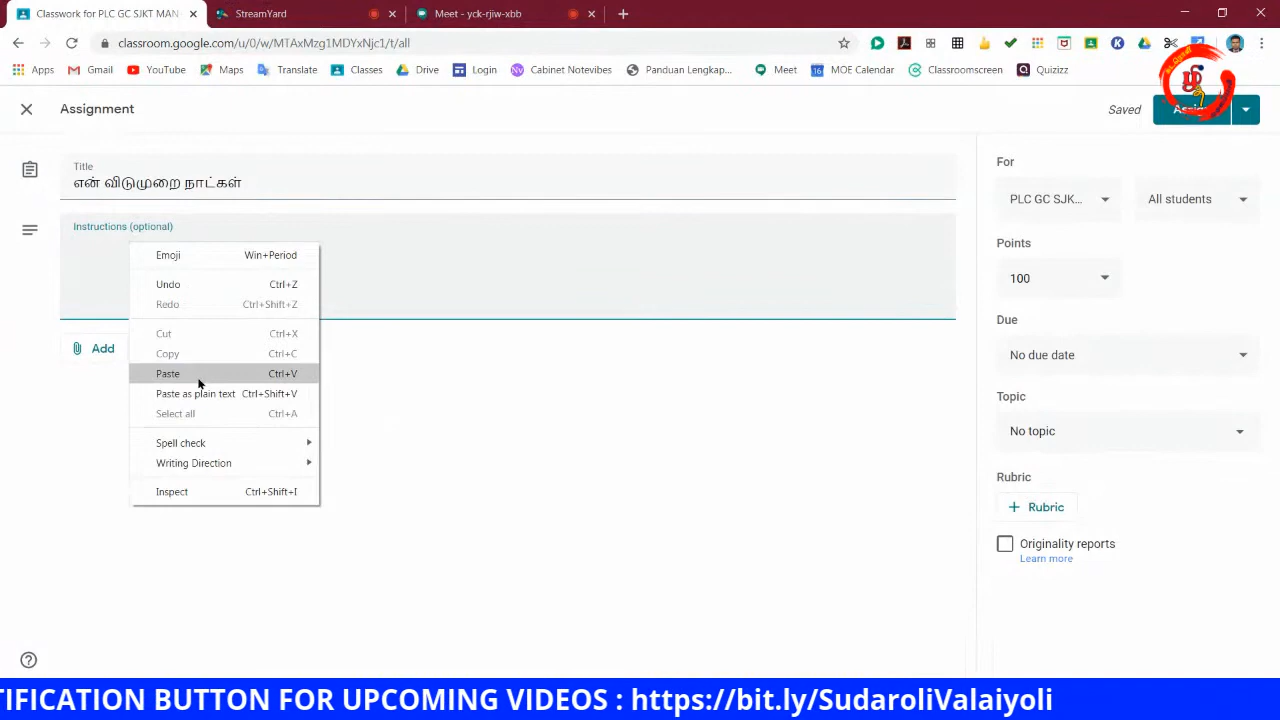 Classwork for PLC GC SJKT MAN
StreamYard
Meet - yck-rjiw-xbb
classroom.google.com/u/0/w/MTAxMzg1MDYxNjc1/t/all
Apps
Gmail
YouTube
Maps
Translate
Classes
Drive
Login
Cabinet Notevibes
Panduan Lengkap...
Meet
MOE Calendar
Classroomscreen
Quizizz
Assignment
Saved
Title
என் விடுமுறை நாட்கள்
Instructions (optional)
Emoji Win+Period
Undo Ctrl+Z
Redo Ctrl+Shift+Z
Cut Ctrl+X
Copy Ctrl+C
Paste Ctrl+V
Paste as plain text Ctrl+Shift+V
Select all Ctrl+A
Spell check
Writing Direction
Inspect Ctrl+Shift+I
Add
For
PLC GC SJK...
All students
Points
100
Due
No due date
Topic
No topic
Rubric
+ Rubric
Originality reports
Learn more
TIFICATION BUTTON FOR UPCOMING VIDEOS : https://bit.ly/SudaroliValaiyoli